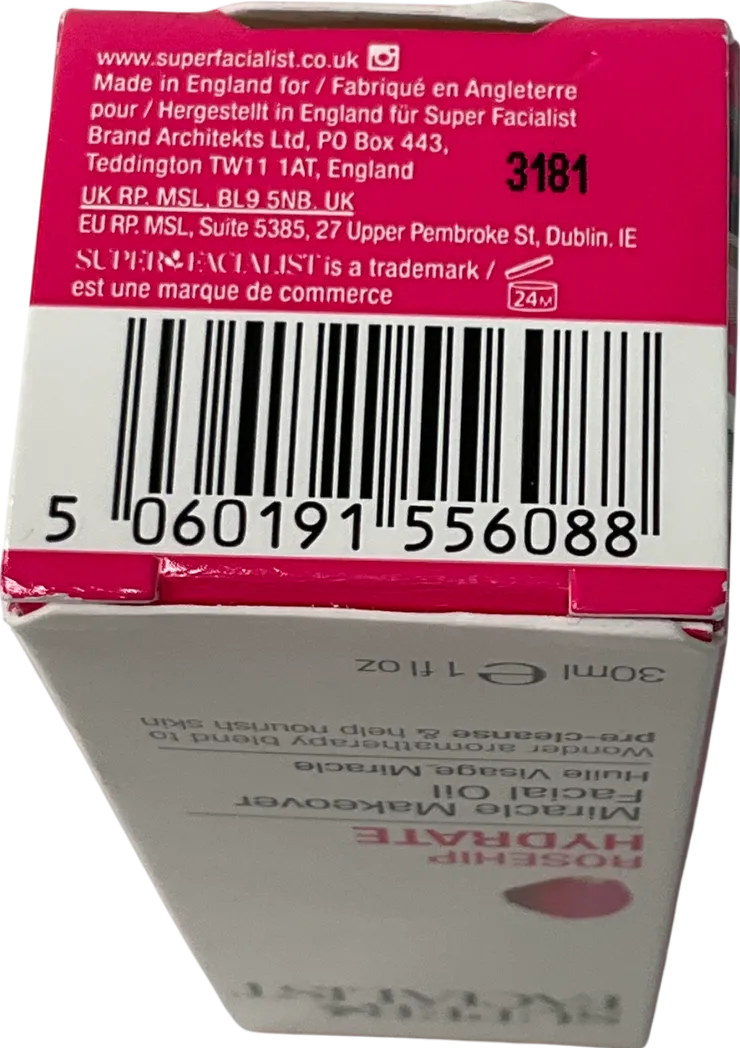 www.superfacialist.co.uk
Made in England for / Fabriqué en Angleterre
pour / Hergestellt in England für Super Facialist
Brand Architekts Ltd, PO Box 443,
Teddington TW11 1AT, England
3181
UK RP. MSL, BL9 5NB. UK
EU RP. MSL, Suite 5385, 27 Upper Pembroke St, Dublin. IE
SUPER FACIALIST is a trademark /
est une marque de commerce
24M
5 060191 556088
SUPER
FACIALIST
ROSEHIP
HYDRATE
Miracle Makeover
Facial Oil
Huile Visage Miracle
Wonder aromatherapy blend to
pre-cleanse & help nourish skin
30ml e 1 fl oz